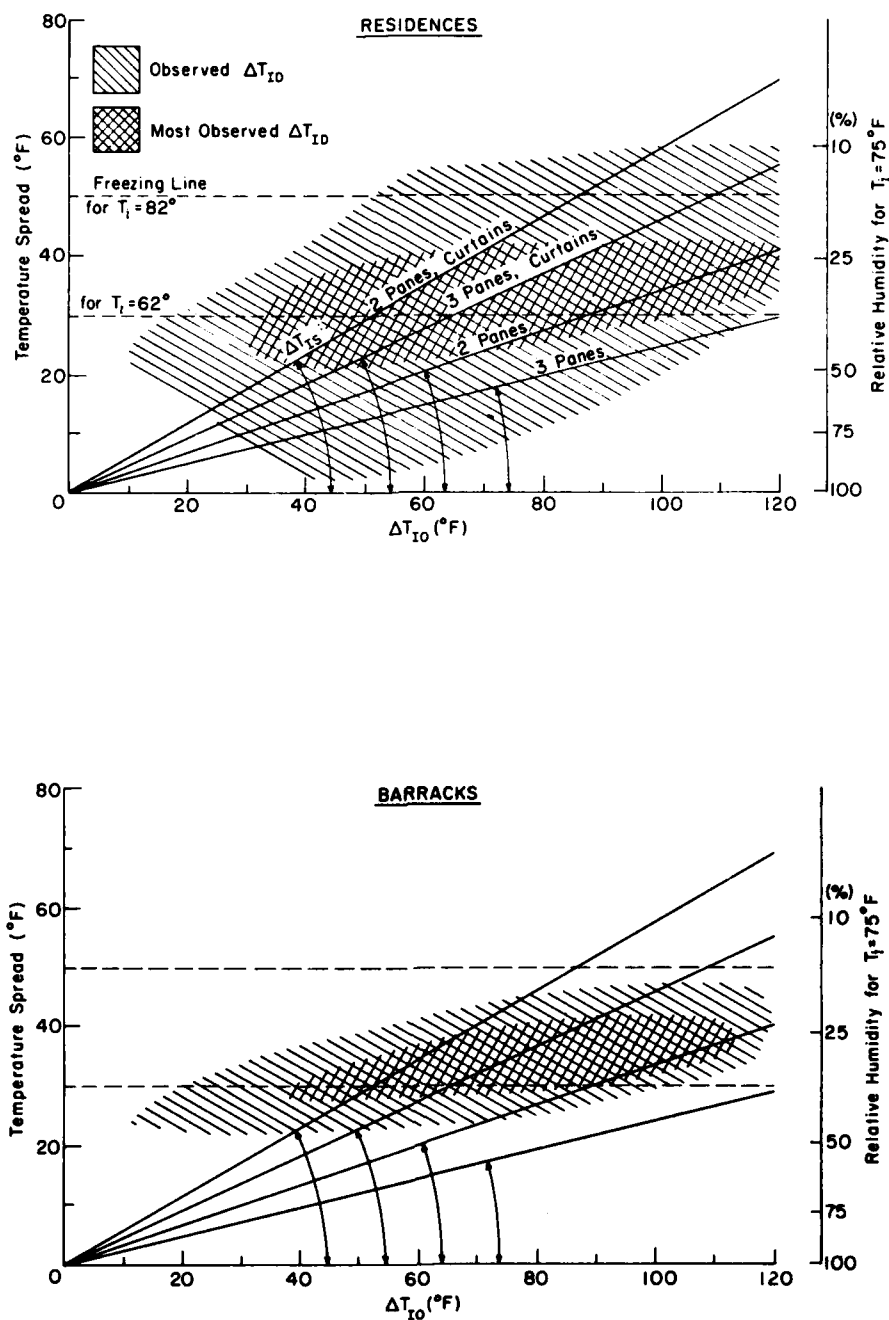 RESIDENCES
80
60
40
20
0
Temperature Spread (°F)
Observed ΔT_ID
Most Observed ΔT_ID
Freezing Line
for T_i = 82°
for T_i = 62°
ΔT_IS
2 Panes, Curtains
3 Panes, Curtains
2 Panes
3 Panes
20
40
60
80
100
120
ΔT_IO (°F)
(%)
10
25
50
75
100
Relative Humidity for T_i = 75°F
BARRACKS
80
60
40
20
0
Temperature Spread (°F)
20
40
60
80
100
120
ΔT_IO (°F)
(%)
10
25
50
75
100
Relative Humidity for T_i = 75°F